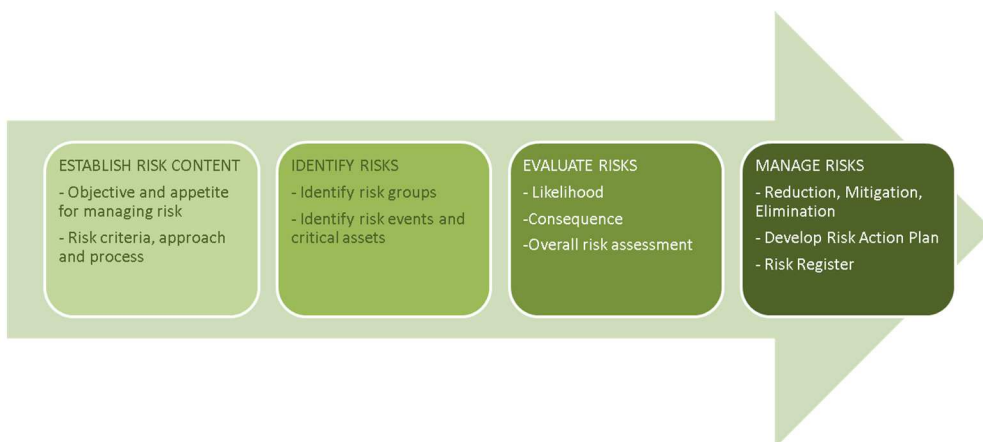 ESTABLISH RISK CONTENT
- Objective and appetite
for managing risk
- Risk criteria, approach
and process
IDENTIFY RISKS
- Identify risk groups
- Identify risk events and
critical assets
EVALUATE RISKS
- Likelihood
-Consequence
-Overall risk assessment
MANAGE RISKS
- Reduction, Mitigation,
Elimination
- Develop Risk Action Plan
- Risk Register